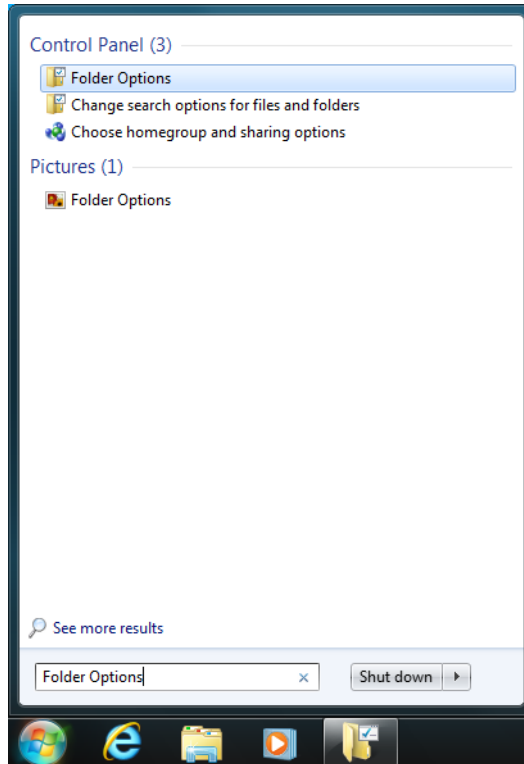 Control Panel (3)
Folder Options
Change search options for files and folders
Choose homegroup and sharing options
Pictures (1)
Folder Options
See more results
Folder Options
Shut down